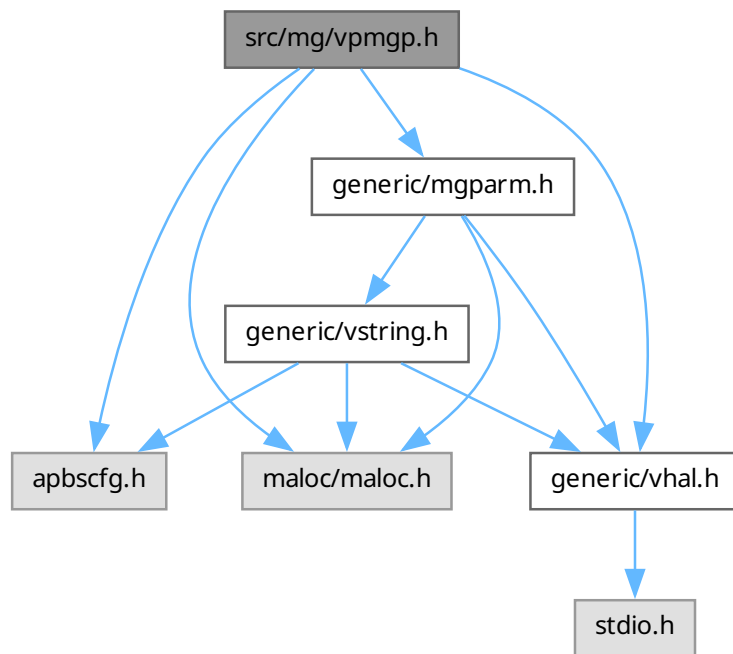 src/mg/vpmgp.h
generic/mgparm.h
generic/vstring.h
apbscfg.h
maloc/maloc.h
generic/vhal.h
stdio.h